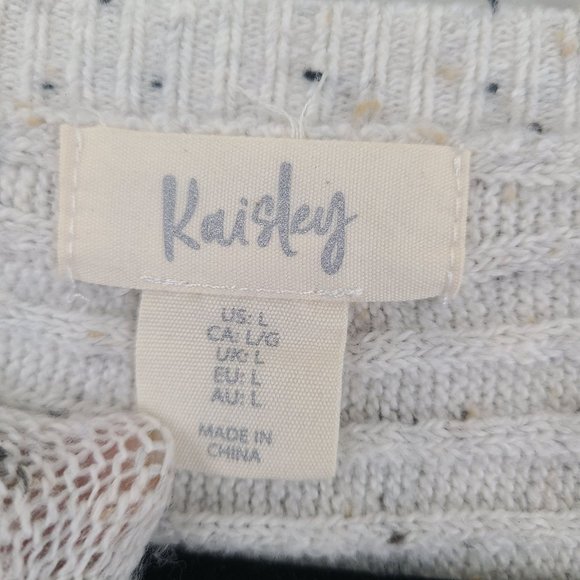 Kaisley
US: L
CA: L/G
UK: L
EU: L
AU: L
MADE IN
CHINA